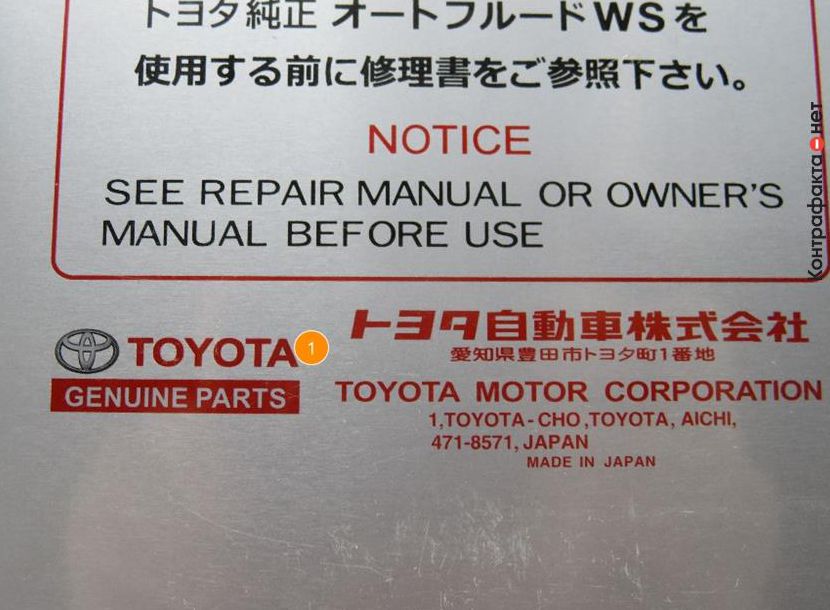 トヨタ純正 オートフルードWSを
使用する前に修理書をご参照下さい。
NOTICE
SEE REPAIR MANUAL OR OWNER'S
MANUAL BEFORE USE
Контрафакта нет
TOYOTA
1
GENUINE PARTS
トヨタ自動車株式会社
愛知県豊田市トヨタ町1番地
TOYOTA MOTOR CORPORATION
1,TOYOTA-CHO,TOYOTA, AICHI,
471-8571, JAPAN
MADE IN JAPAN